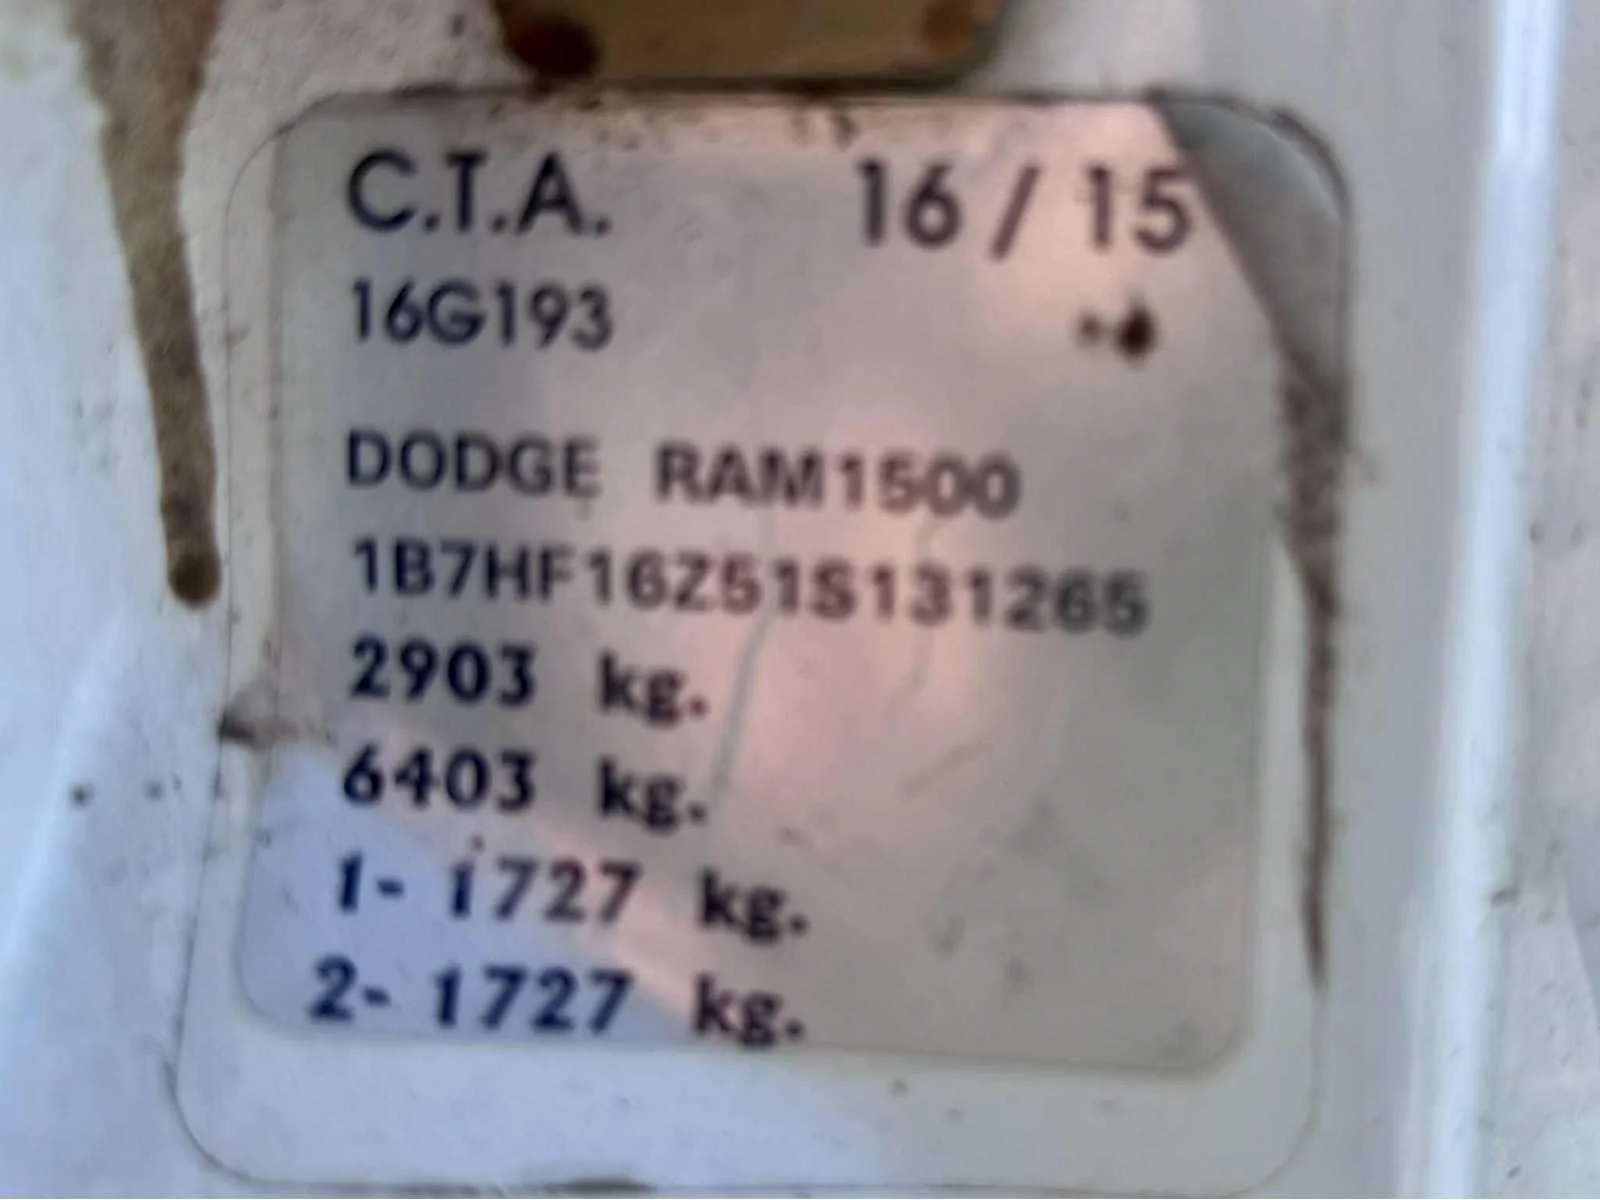 C.T.A. 16 / 15
16G193
DODGE RAM1500
1B7HF16Z51S131265
2903 kg.
6403 kg.
1- 1727 kg.
2- 1727 kg.